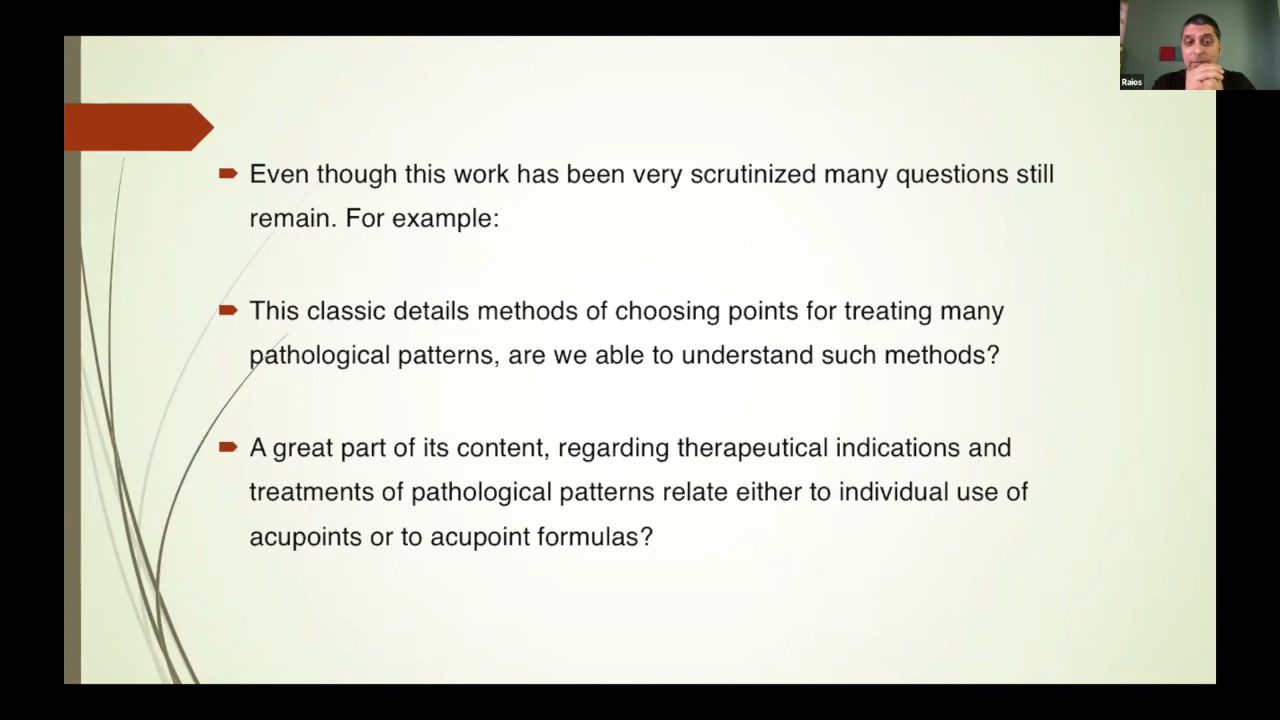 Raios
Even though this work has been very scrutinized many questions still
remain. For example:
This classic details methods of choosing points for treating many
pathological patterns, are we able to understand such methods?
A great part of its content, regarding therapeutical indications and
treatments of pathological patterns relate either to individual use of
acupoints or to acupoint formulas?